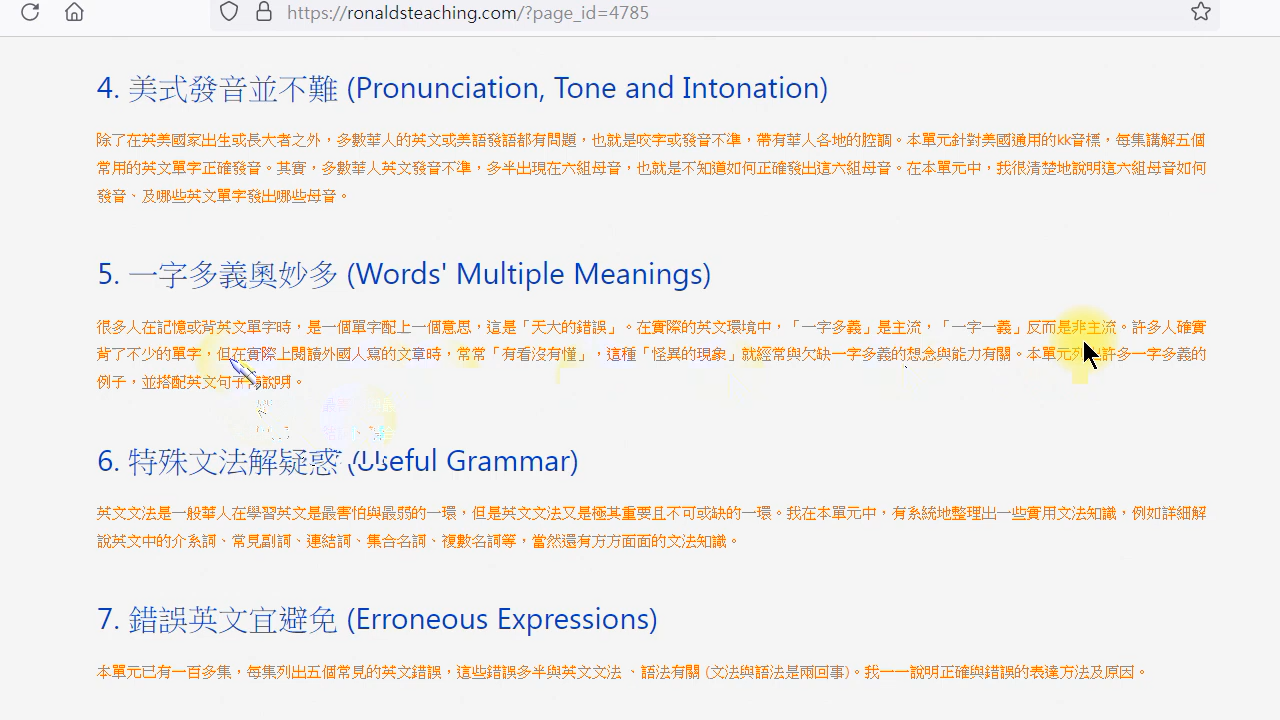 https://ronaldsteaching.com/?page_id=4785
4. 美式發音並不難 (Pronunciation, Tone and Intonation)
除了在英美國家出生或長大者之外，多數華人的英文或美語發語都有問題，也就是咬字或發音不準，帶有華人各地的腔調。本單元針對美國通用的kk音標，每集講解五個
常用的英文單字正確發音。其實，多數華人英文發音不準，多半出現在六組母音，也就是不知道如何正確發出這六組母音。在本單元中，我很清楚地說明這六組母音如何
發音、及哪些英文單字發出哪些母音。
5. 一字多義奧妙多 (Words' Multiple Meanings)
很多人在記憶或背英文單字時，是一個單字配上一個意思，這是「天大的錯誤」。在實際的英文環境中，「一字多義」是主流，「一字一義」反而是非主流。許多人確實
背了不少的單字，但在實際上閱讀外國人寫的文章時，常常「有看沒有懂」，這種「怪異的現象」就經常與欠缺一字多義的想念與能力有關。本單元列許多一字多義的
例子，並搭配英文句子說明。
6. 特殊文法解疑惑 (Useful Grammar)
英文文法是一般華人在學習英文是最害怕與最弱的一環，但是英文文法又是極其重要且不可或缺的一環。我在本單元中，有系統地整理出一些實用文法知識，例如詳細解
說英文中的介系詞、常見副詞、連結詞、集合名詞、複數名詞等，當然還有方方面面的文法知識。
7. 錯誤英文宜避免 (Erroneous Expressions)
本單元已有一百多集，每集列出五個常見的英文錯誤，這些錯誤多半與英文文法 、語法有關 (文法與語法是兩回事)。我一一說明正確與錯誤的表達方法及原因。